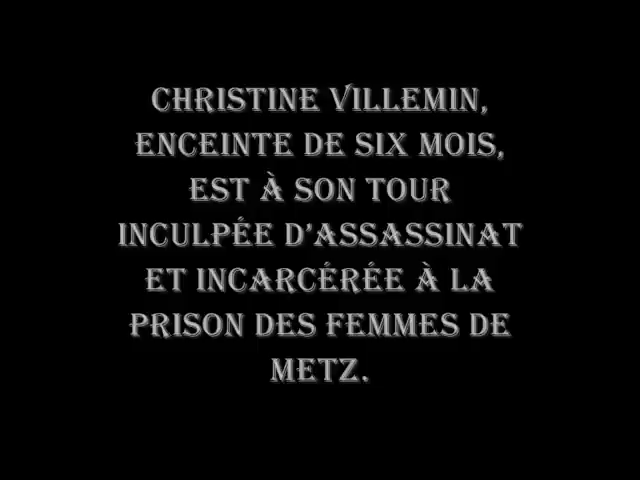 CHRISTINE VILLEMIN,
ENCEINTE DE SIX MOIS,
EST À SON TOUR
INCULPÉE D’ASSASSINAT
ET INCARCÉRÉE À LA
PRISON DES FEMMES DE
METZ.